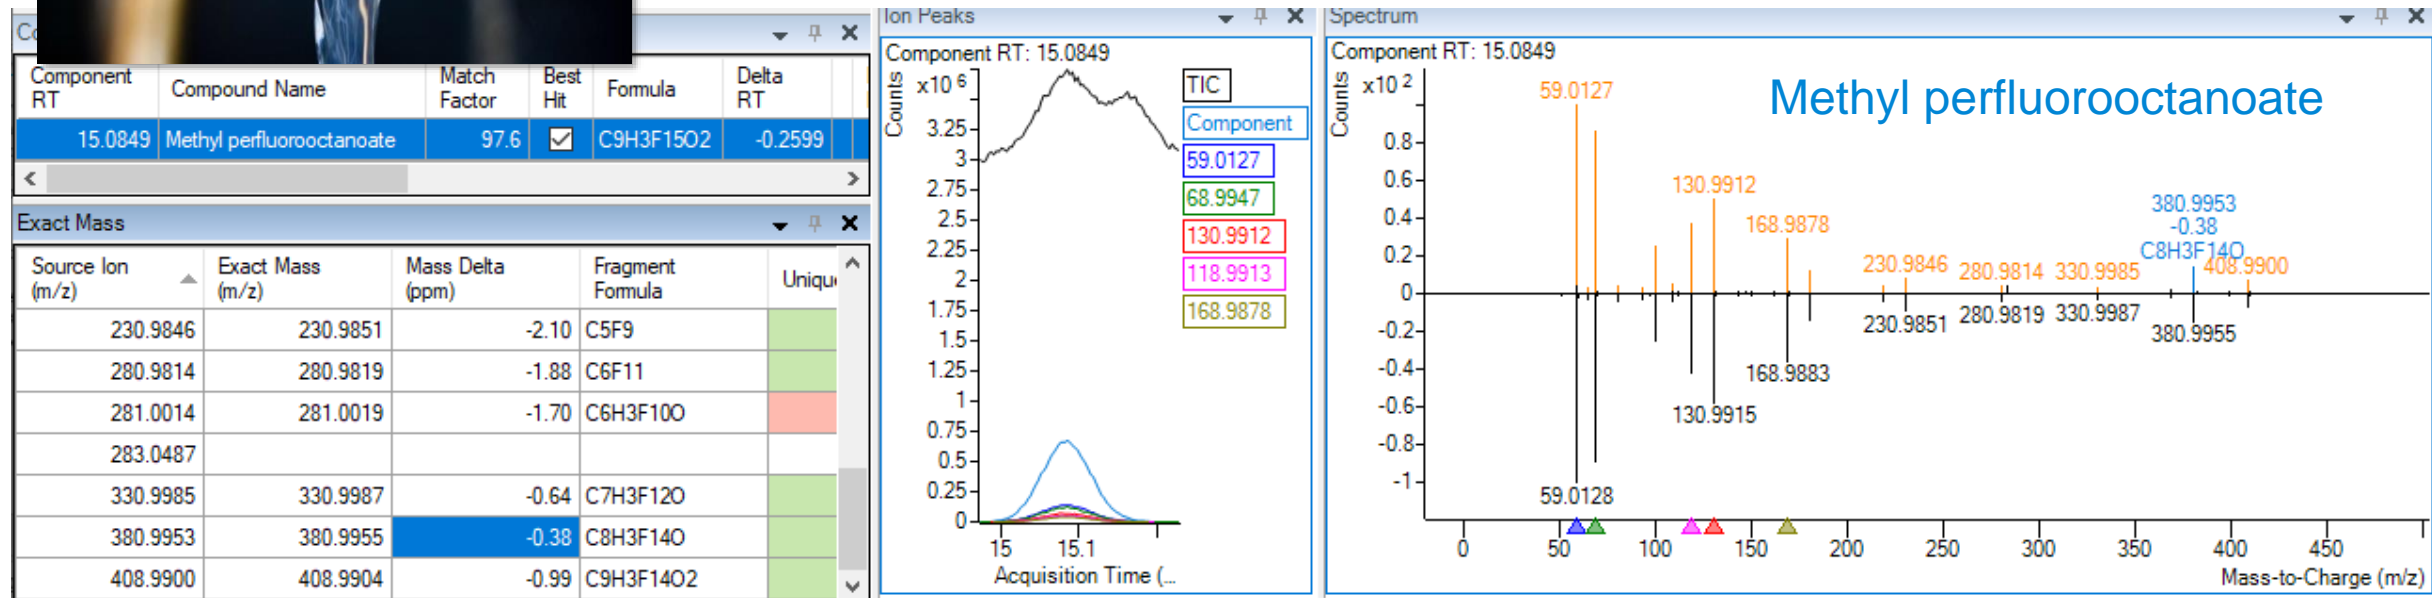 Co
Component RT Compound Name Match Factor Best Hit Formula Delta RT
15.0849 Methyl perfluorooctanoate 97.6 C9H3F15O2 -0.2599
Exact Mass
Source Ion (m/z) Exact Mass (m/z) Mass Delta (ppm) Fragment Formula Uniqu
230.9846 230.9851 -2.10 C5F9
280.9814 280.9819 -1.88 C6F11
281.0014 281.0019 -1.70 C6H3F10O
283.0487
330.9985 330.9987 -0.64 C7H3F12O
380.9953 380.9955 -0.38 C8H3F14O
408.9900 408.9904 -0.99 C9H3F14O2
Ion Peaks
Component RT: 15.0849
Counts
x10 6
3.25
3
2.75
2.5
2.25
2
1.75
1.5
1.25
1
0.75
0.5
0.25
0
TIC
Component
59.0127
68.9947
130.9912
118.9913
168.9878
15 15.1
Acquisition Time (...
Spectrum
Component RT: 15.0849
Methyl perfluorooctanoate
Counts
x10 2
0.8
0.6
0.4
0.2
0
-0.2
-0.4
-0.6
-0.8
-1
59.0127
130.9912
168.9878
230.9846 280.9814 330.9985
380.9953
-0.38
C8H3F14O
408.9900
230.9851 280.9819 330.9987
380.9955
168.9883
130.9915
59.0128
0 50 100 150 200 250 300 350 400 450
Mass-to-Charge (m/z)